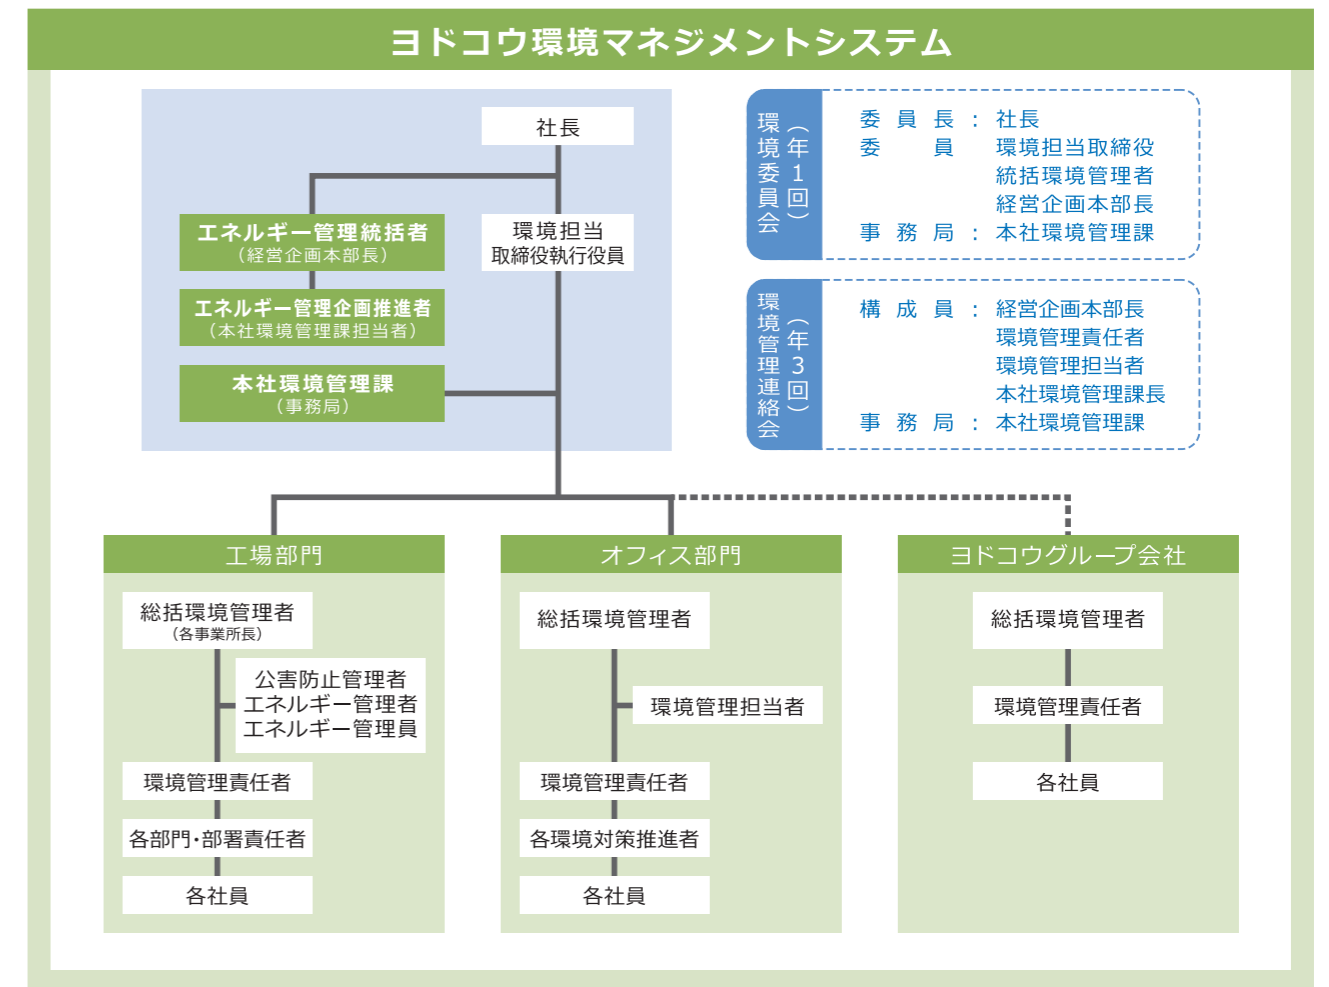 ヨドコウ環境マネジメントシステム
社長
エネルギー管理統括者
（経営企画本部長）
環境担当
取締役執行役員
エネルギー管理企画推進者
（本社環境管理課担当者）
本社環境管理課
（事務局）
環境委員会
（年1回）
委員長：社長
委員 環境担当取締役
統括環境管理者
経営企画本部長
事務局：本社環境管理課
環境管理連絡会
（年3回）
構成員：経営企画本部長
環境管理責任者
環境管理担当者
本社環境管理課長
事務局：本社環境管理課
工場部門
総括環境管理者
（各事業所長）
公害防止管理者
エネルギー管理者
エネルギー管理員
環境管理責任者
各部門・部署責任者
各社員
オフィス部門
総括環境管理者
環境管理担当者
環境管理責任者
各環境対策推進者
各社員
ヨドコウグループ会社
総括環境管理者
環境管理責任者
各社員